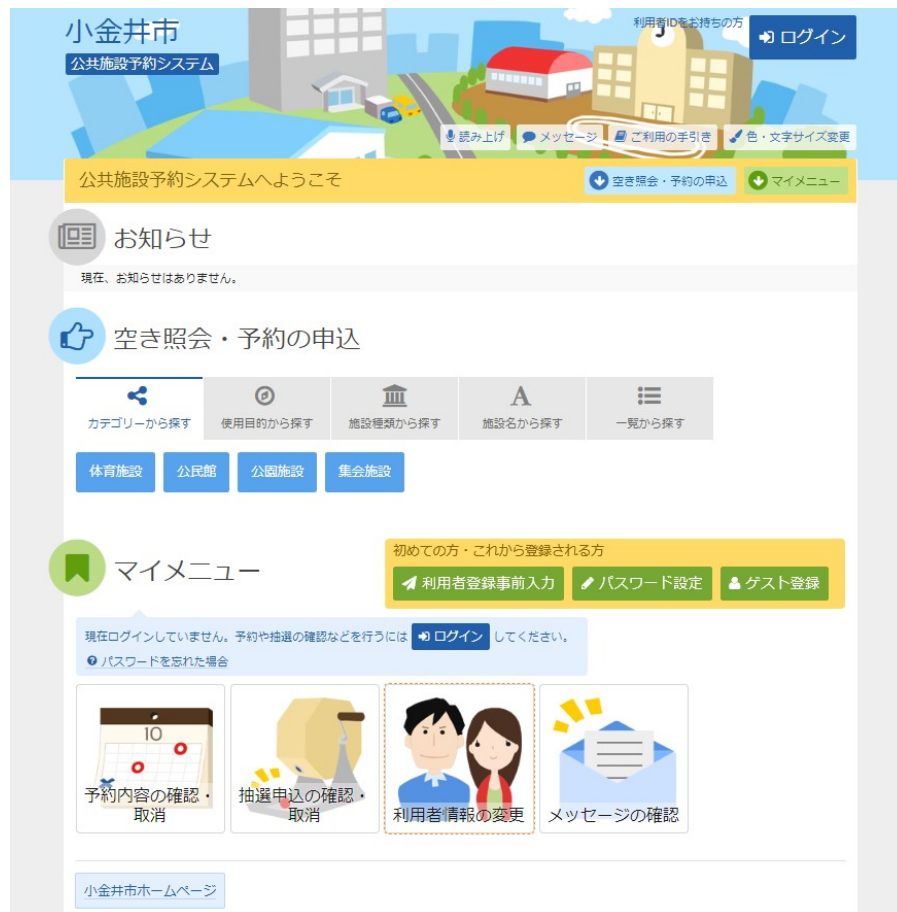 小金井市
公共施設予約システム
利用者IDをお持ちの方
ログイン
読み上げ
メッセージ
ご利用の手引き
色・文字サイズ変更
公共施設予約システムへようこそ
空き照会・予約の申込
マイメニュー
お知らせ
現在、お知らせはありません。
空き照会・予約の申込
カテゴリーから探す
使用目的から探す
施設種類から探す
A
施設名から探す
一覧から探す
体育施設
公民館
公園施設
集会施設
マイメニュー
初めての方・これから登録される方
利用者登録事前入力
パスワード設定
ゲスト登録
現在ログインしていません。予約や抽選の確認などを行うには ログイン してください。
パスワードを忘れた場合
10
予約内容の確認・
取消
抽選申込の確認・
取消
利用者情報の変更
メッセージの確認
小金井市ホームページ